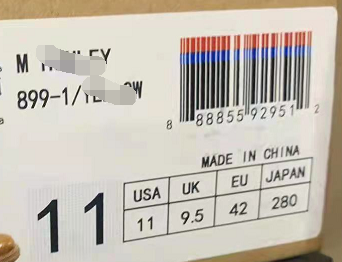 M
899-1/
8 88855 92951 2
MADE IN CHINA
USA UK EU JAPAN
11 9.5 42 280
11